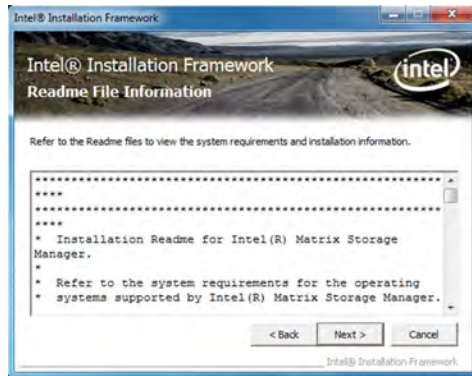 Intel® Installation Framework
Intel® Installation Framework
intel
Readme File Information
Refer to the Readme files to view the system requirements and installation information.
*********************************************************
****
*********************************************************
****
*  Installation Readme for Intel(R) Matrix Storage
Manager.
*
*  Refer to the system requirements for the operating
*  systems supported by Intel(R) Matrix Storage Manager.
< Back    Next >    Cancel
Intel® Installation Framework